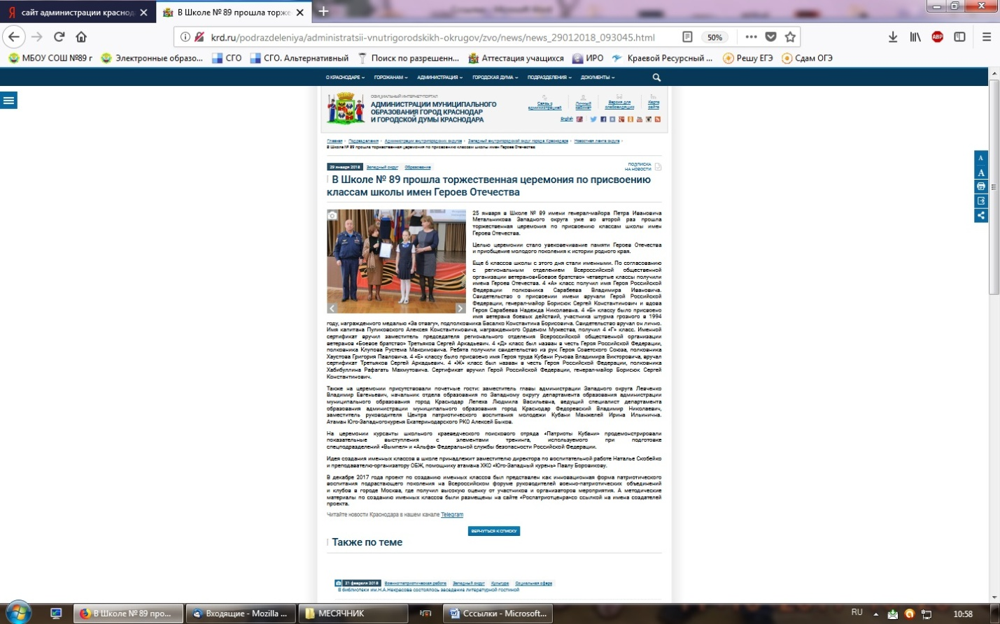 сайт администрации краснода
В Школе № 89 прошла торже
krd.ru/podrazdeleniya/administratsii-vnutrigorodskikh-okrugov/zvo/news/news_29012018_093045.html
50%
МБОУ СОШ №89 г Электронные образо... СГО СГО. Альтернативный Поиск по разрешенн... Аттестация учащихся ИРО Краевой Ресурсный ... Решу ЕГЭ Сдам ОГЭ
О КРАСНОДАРЕ ГОРОЖАНАМ АДМИНИСТРАЦИЯ ГОРОДСКАЯ ДУМА ПОДРАЗДЕЛЕНИЯ ДОКУМЕНТЫ
ОФИЦИАЛЬНЫЙ ИНТЕРНЕТ-ПОРТАЛ
АДМИНИСТРАЦИИ МУНИЦИПАЛЬНОГО
ОБРАЗОВАНИЯ ГОРОД КРАСНОДАР
И ГОРОДСКОЙ ДУМЫ КРАСНОДАРА
Связь с администрацией
Личный кабинет
Версия для слабовидящих
Карта сайта
English
Главная Подразделения Администрации внутригородских округов Западный внутригородской округ города Краснодара Новостная лента округа
В Школе № 89 прошла торжественная церемония по присвоению классам школы имен Героев Отечества
29 января 2018 Западный округ Образование
ПОДПИСКА
НА НОВОСТИ
В Школе № 89 прошла торжественная церемония по присвоению
классам школы имен Героев Отечества
25 января в Школе № 89 имени генерал-майора Петра Ивановича
Метальникова Западного округа уже во второй раз прошла
торжественная церемония по присвоению классам школы имен
Героев Отечества.
Целью церемонии стало увековечивание памяти Героев Отечества
и приобщение молодого поколения к истории родного края.
Еще 6 классов школы с этого дня стали именными. По согласованию
с региональным отделением Всероссийской общественной
организации ветеранов«Боевое братство» четвертые классы получили
имена Героев Отечества. 4 «А» класс получил имя Героя Российской
Федерации полковника Сарабеева Владимира Ивановича.
Свидетельство о присвоении имени вручали Герой Российской
Федерации, генерал-майор Борисюк Сергей Константинович и вдова
Героя Сарабеева Надежда Николаевна. 4 «Б» классу было присвоено
имя ветерана боевых действий, участника штурма грозного в 1994
году, награжденного медалью «За отвагу», подполковника Басалко Константина Борисовича. Свидетельство вручал он лично.
Имя капитана Пуликовского Алексея Константиновича, награжденного Орденом Мужества, получил 4 «Г» класс. Именной
сертификат вручил заместитель председателя регионального отделения Всероссийской общественной организации
ветеранов «Боевое братство» Третьяков Сергей Аркадьевич. 4 «Д» класс был назван в честь Героя Российской Федерации,
полковника Клупова Рустема Максимовича. Ребята получили свидетельство из рук Героя Советского Союза, полковника
Хаустова Григория Павловича. 4 «Е» классу было присвоено имя Героя труда Кубани Рунова Владимира Викторовича, вручал
сертификат Третьяков Сергей Аркадьевич. 4 «Ж» класс был назван в честь Героя Российской Федерации, полковника
Хабибуллина Рафагать Махмутовича. Сертификат вручил Герой Российской Федерации, генерал-майор Борисюк Сергей
Константинович.
Также на церемонии присутствовали почетные гости: заместитель главы администрации Западного округа Левченко
Владимир Евгеньевич, начальник отдела образования по Западному округу департамента образования администрации
муниципального образования город Краснодар Лепеха Людмила Васильевна, ведущий специалист департамента
образования администрации муниципального образования город Краснодар Федоревский Владимир Николаевич,
заместитель руководителя Центра патриотического воспитания молодежи Кубани Манжелей Ирина Ильинична.
Атаман Юго-Западногокуреня Екатеринодарского РКО Алексей Быков.
На церемонии курсанты школьного краеведческого поискового отряда «Патриоты Кубани» продемонстрировали
показательные выступления с элементами тренинга, используемого при подготовке
спецподразделений «Вымпел» и «Альфа» Федеральной службы безопасности Российской Федерации.
Идея создания именных классов в школе принадлежит заместителю директора по воспитательной работе Наталье Скобейко
и преподавателю-организатору ОБЖ, помощнику атамана ХКО «Юго-Западный курень» Павлу Боровикову.
В декабре 2017 года проект по созданию именных классов был представлен как инновационная форма патриотического
воспитания подрастающего поколения на Всероссийском форуме руководителей военно-патриотических объединений
и клубов в городе Москва, где получил высокую оценку от участников и организаторов мероприятия. А методические
материалы по созданию именных классов были размещены на сайте «Роспатриотцентра»со ссылкой на имена создателей
проекта.
Читайте новости Краснодара в нашем канале Telegram
ВЕРНУТЬСЯ К СПИСКУ
Также по теме
21 февраля 2018 Военно-патриотическая работа Западный округ Культура Социальная сфера
В библиотеки им.Н.А.Некрасова состоялось заседание литературной гостиной
A
A
В Школе № 89 про... Входящие - Mozilla ... МЕСЯЧНИК Сссылки - Microsoft... RU 10:58